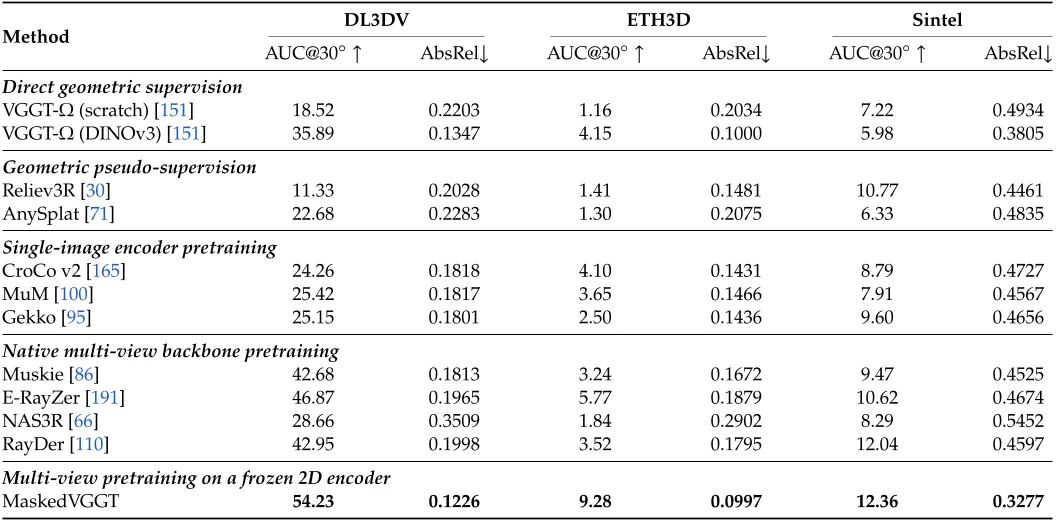 Method DL3DV ETH3D Sintel
AUC@30° ↑ AbsRel↓ AUC@30° ↑ AbsRel↓ AUC@30° ↑ AbsRel↓
Direct geometric supervision
VGGT-Ω (scratch) [151] 18.52 0.2203 1.16 0.2034 7.22 0.4934
VGGT-Ω (DINOv3) [151] 35.89 0.1347 4.15 0.1000 5.98 0.3805
Geometric pseudo-supervision
Reliev3R [30] 11.33 0.2028 1.41 0.1481 10.77 0.4461
AnySplat [71] 22.68 0.2283 1.30 0.2075 6.33 0.4835
Single-image encoder pretraining
CroCo v2 [165] 24.26 0.1818 4.10 0.1431 8.79 0.4727
MuM [100] 25.42 0.1817 3.65 0.1466 7.91 0.4567
Gekko [95] 25.15 0.1801 2.50 0.1436 9.60 0.4656
Native multi-view backbone pretraining
Muskie [86] 42.68 0.1813 3.24 0.1672 9.47 0.4525
E-RayZer [191] 46.87 0.1965 5.77 0.1879 10.62 0.4674
NAS3R [66] 28.66 0.3509 1.84 0.2902 8.29 0.5452
RayDer [110] 42.95 0.1998 3.52 0.1795 12.04 0.4597
Multi-view pretraining on a frozen 2D encoder
MaskedVGGT 54.23 0.1226 9.28 0.0997 12.36 0.3277